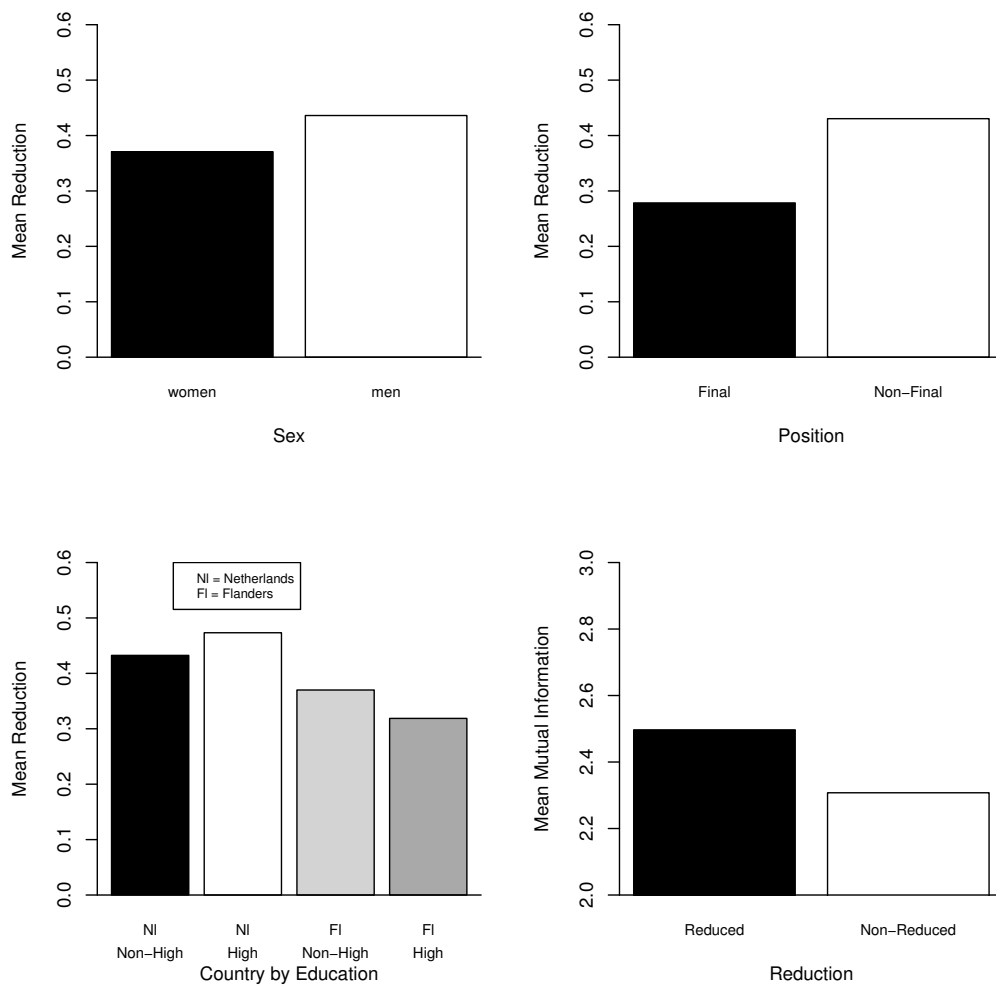 Mean Reduction
0.0 0.1 0.2 0.3 0.4 0.5 0.6
women men
Sex
Mean Reduction
0.0 0.1 0.2 0.3 0.4 0.5 0.6
Final Non−Final
Position
Mean Reduction
0.0 0.1 0.2 0.3 0.4 0.5 0.6
Nl = Netherlands
Fl = Flanders
Nl Nl Fl Fl
Non−High High Non−High High
Country by Education
Mean Mutual Information
2.0 2.2 2.4 2.6 2.8 3.0
Reduced Non−Reduced
Reduction